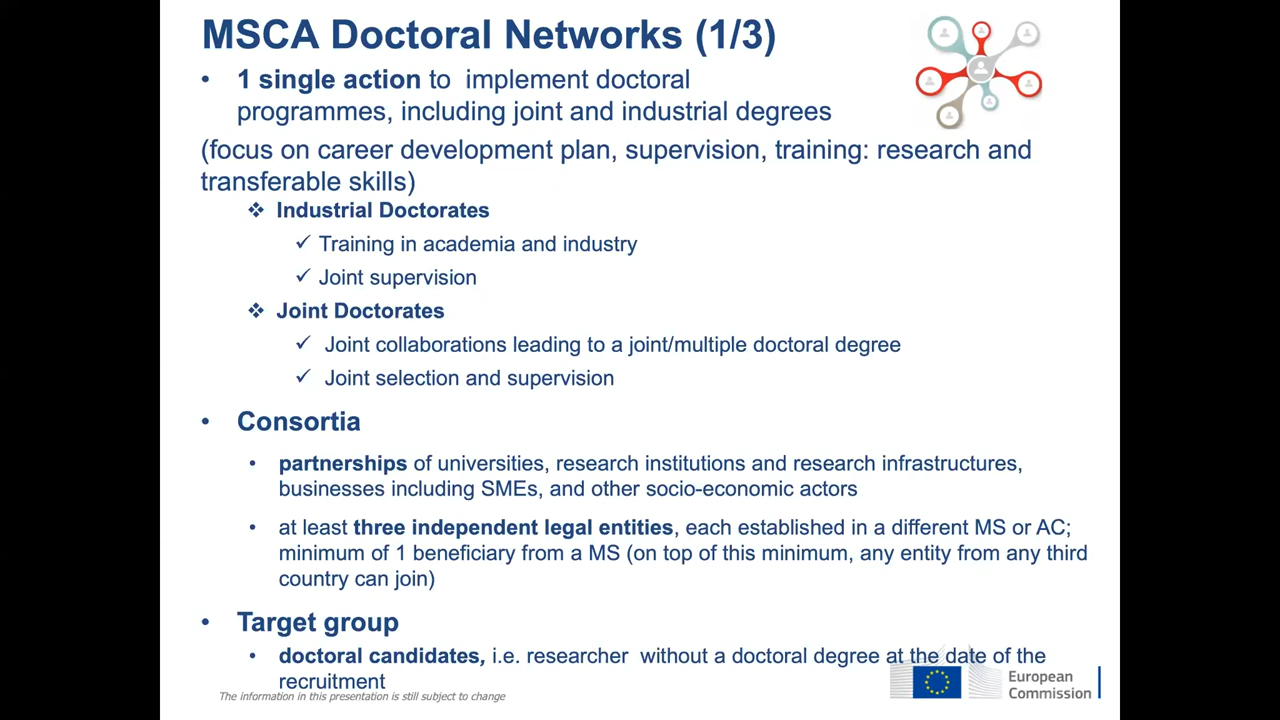 MSCA Doctoral Networks (1/3)
• 1 single action to implement doctoral
programmes, including joint and industrial degrees
(focus on career development plan, supervision, training: research and
transferable skills)
❖ Industrial Doctorates
✓ Training in academia and industry
✓ Joint supervision
❖ Joint Doctorates
✓ Joint collaborations leading to a joint/multiple doctoral degree
✓ Joint selection and supervision
• Consortia
• partnerships of universities, research institutions and research infrastructures,
businesses including SMEs, and other socio-economic actors
• at least three independent legal entities, each established in a different MS or AC;
minimum of 1 beneficiary from a MS (on top of this minimum, any entity from any third
country can join)
• Target group
• doctoral candidates, i.e. researcher without a doctoral degree at the date of the
recruitment
The information in this presentation is still subject to change
European
Commission